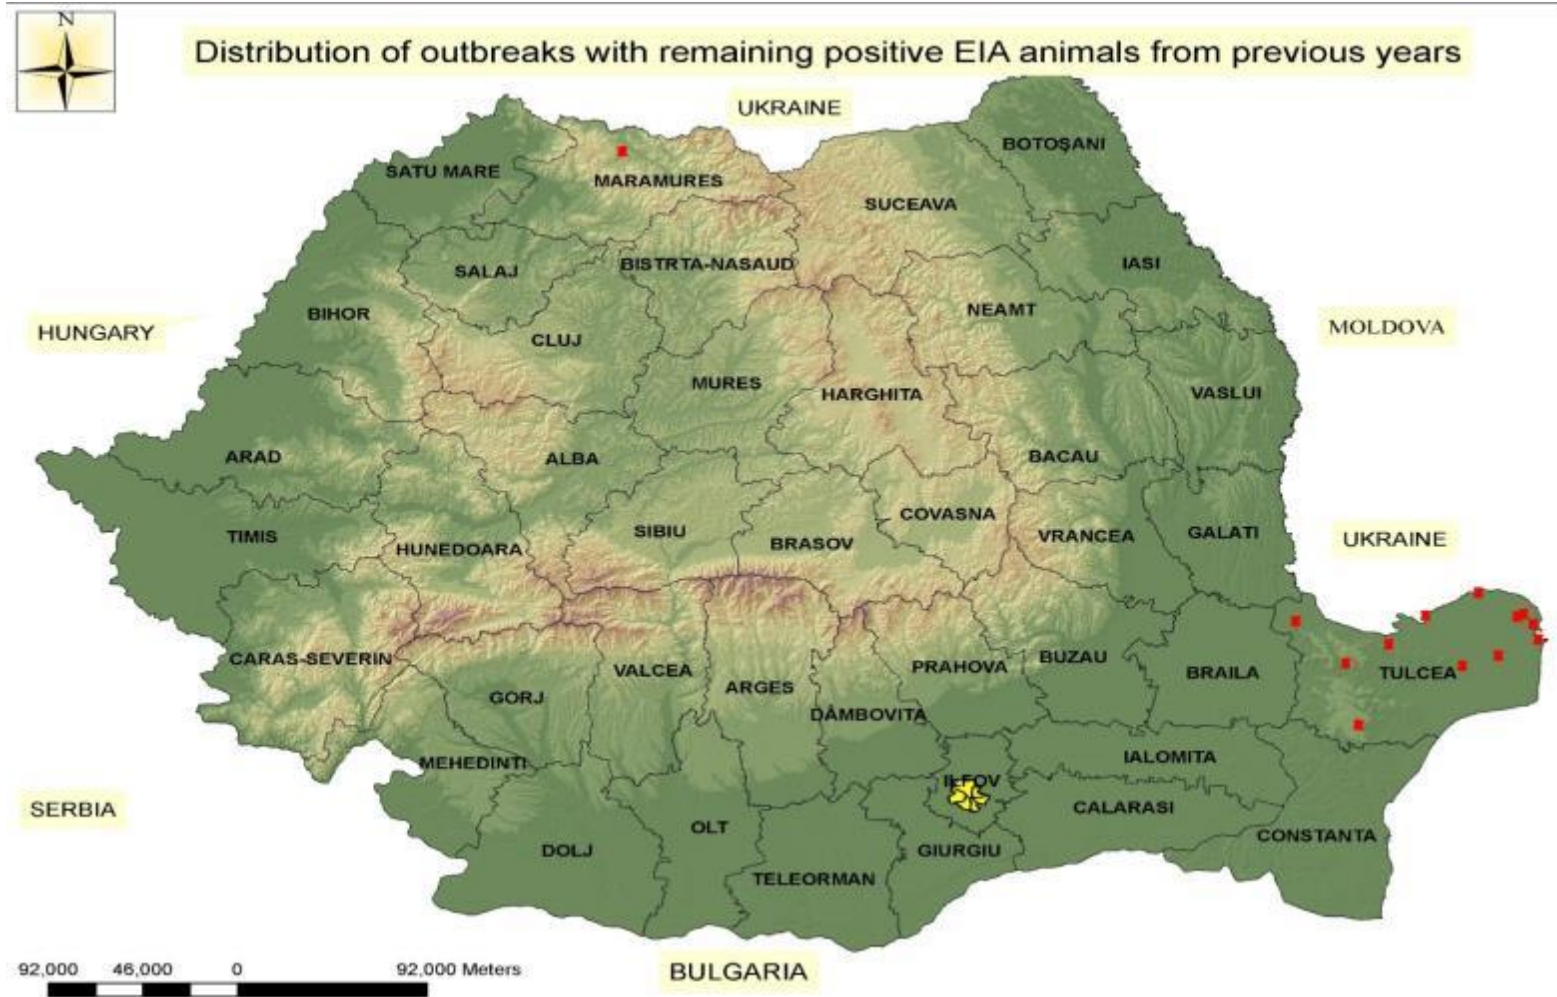 N
Distribution of outbreaks with remaining positive EIA animals from previous years
UKRAINE
BOTOŞANI
SATU MARE
MARAMURES
SUCEAVA
IASI
SALAJ
BISTRTA-NASAUD
BIHOR
NEAMT
HUNGARY
MOLDOVA
CLUJ
MURES
HARGHITA
VASLUI
ARAD
ALBA
BACAU
COVASNA
TIMIS
HUNEDOARA
SIBIU
BRASOV
VRANCEA
GALATI
UKRAINE
CARAS-SEVERIN
VALCEA
PRAHOVA
BUZAU
BRAILA
TULCEA
GORJ
ARGES
DÂMBOVITA
MEHEDINTI
IALOMITA
ILFOV
SERBIA
CALARASI
OLT
CONSTANTA
DOLJ
GIURGIU
TELEORMAN
BULGARIA
92,000 46,000 0 92,000 Meters